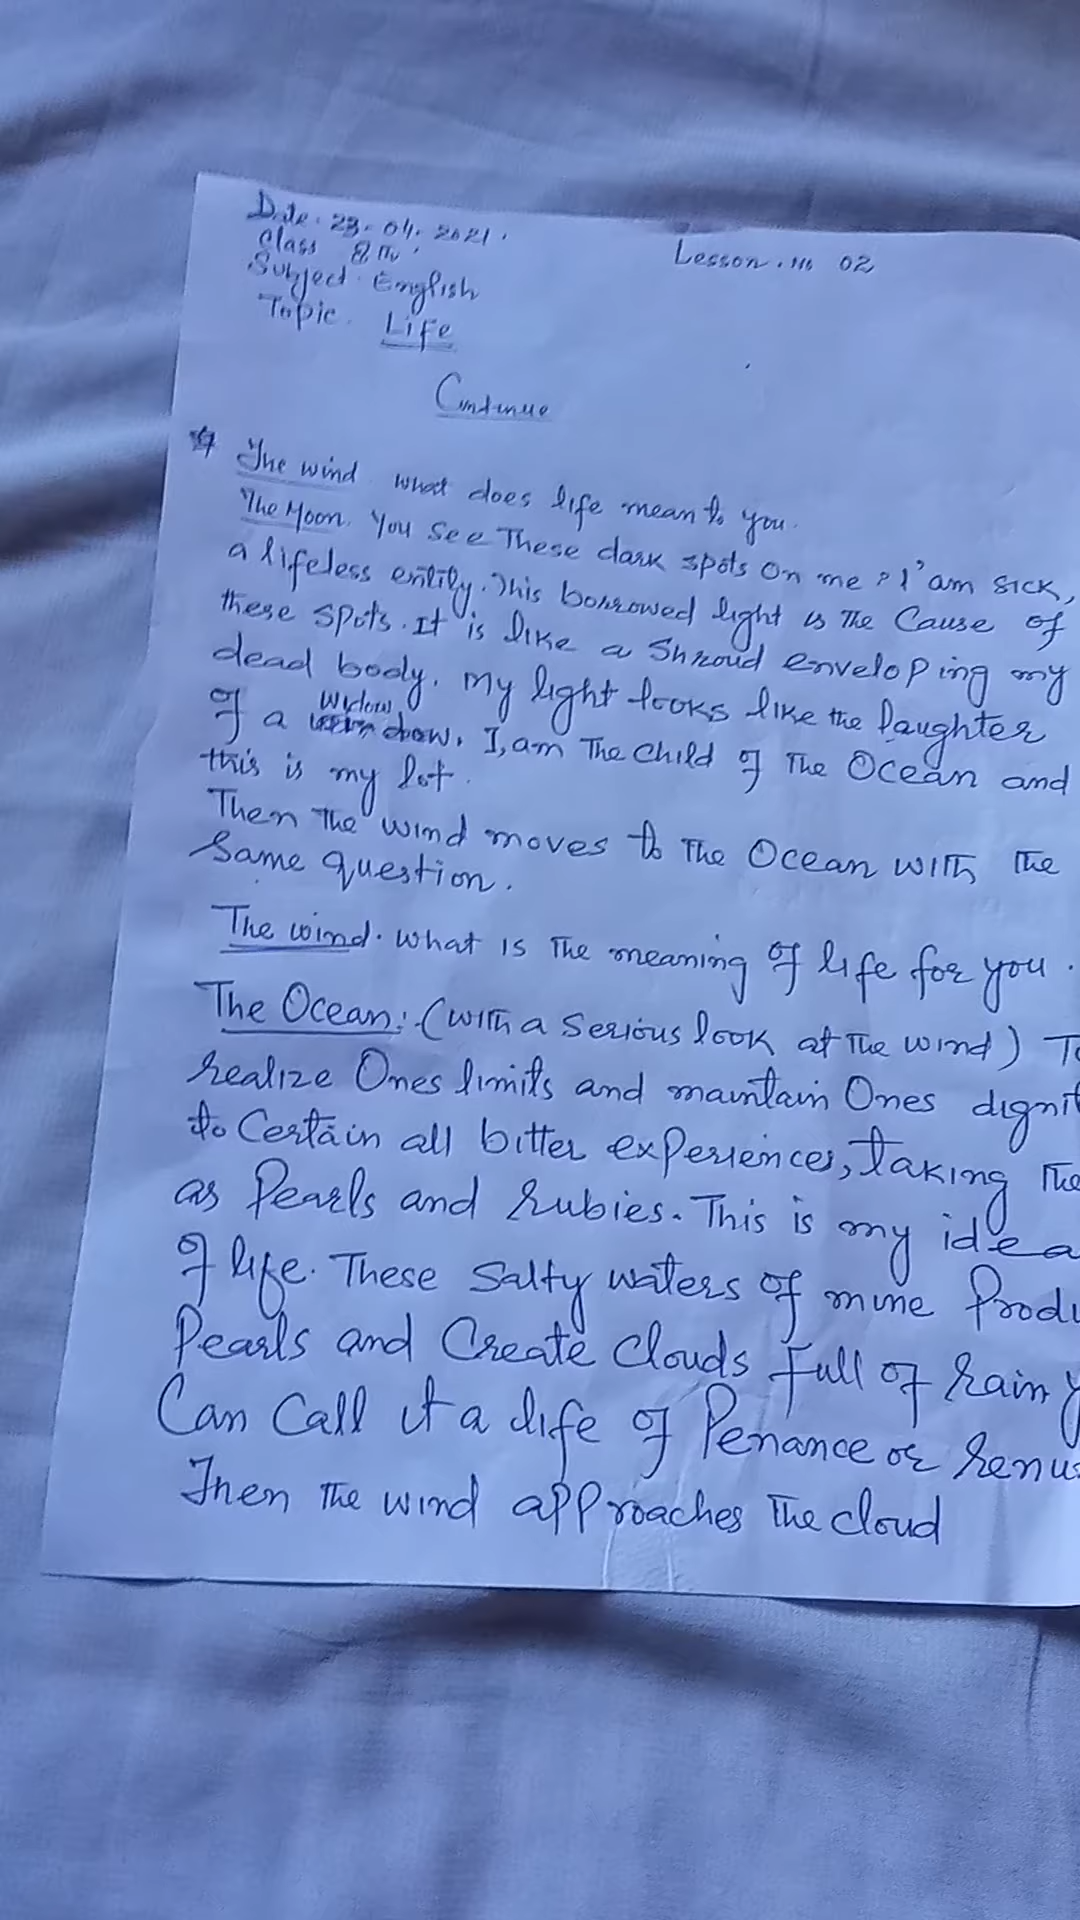 Date. 23. 04. 2021.
Lesson. no 02
Class 8th.
Subject. English
Topic. Life
Continue
The wind what does life mean to you.
The Moon. You see These dark spots On me I'am sick,
a lifeless entity. This borrowed light is The Cause of
these spots. It is like a Shroud enveloping my
dead body. My light looks like the laughter
of a widow. I, am The Child of The Ocean and
this is my lot.
Then The wind moves to The Ocean with the
Same question.
The wind. What is The meaning of life for you.
The Ocean: (with a serious look at The wind) To
realize Ones limits and maintain Ones dignit
to Certain all bitter experiences, taking The
as Pearls and rubies. This is my idea
of life. These Salty waters of mine Produ
Pearls and Create Clouds full of rain y
Can Call it a life of Penance or renu
Then The wind approaches The cloud